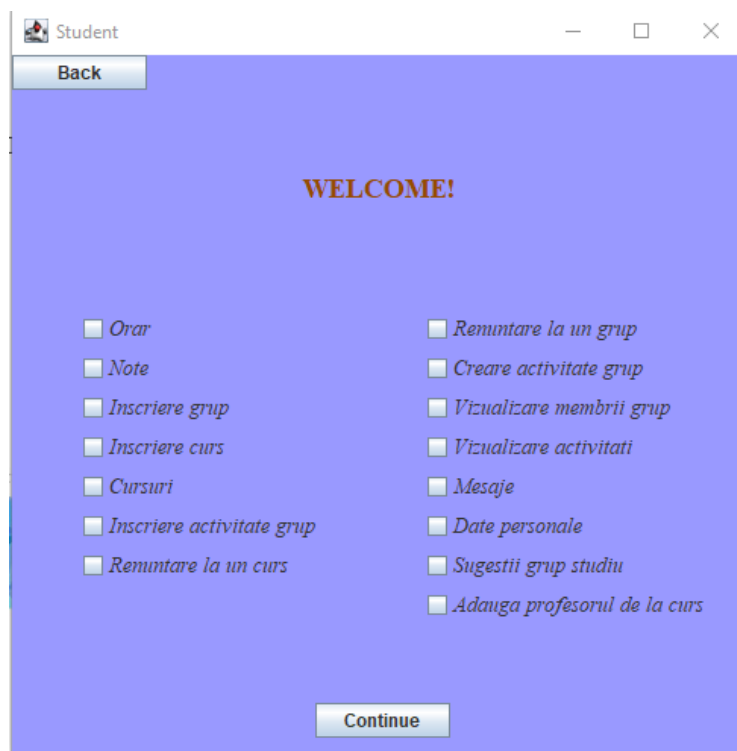 Student
Back
WELCOME!
Orar
Note
Inscriere grup
Inscriere curs
Cursuri
Inscriere activitate grup
Renuntare la un curs
Renuntare la un grup
Creare activitate grup
Vizualizare membrii grup
Vizualizare activitati
Mesaje
Date personale
Sugestii grup studiu
Adauga profesorul de la curs
Continue